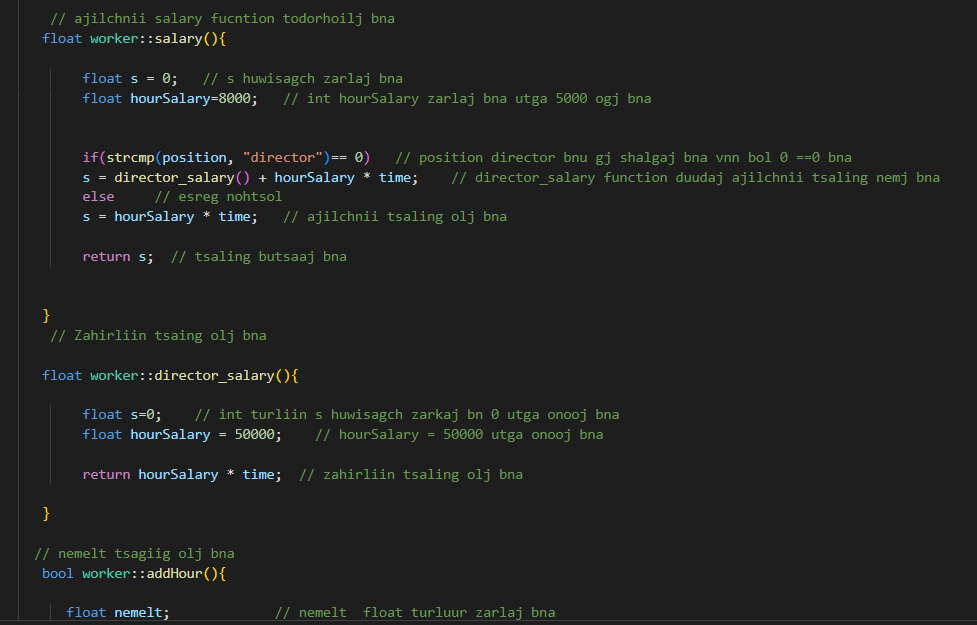 // ajilchnii salary fucntion todorhoilj bna
float worker::salary(){
float s = 0;   // s huwisagch zarlaj bna
float hourSalary=8000;   // int hourSalary zarlaj bna utga 5000 ogj bna
if(strcmp(position, "director")== 0)   // position director bnu gj shalgaj bna vnn bol 0 ==0 bna
s = director_salary() + hourSalary * time;    // director_salary function duudaj ajilchnii tsaling nemj bna
else     // esreg nohtsol
s = hourSalary * time;   // ajilchnii tsaling olj bna
return s;  // tsaling butsaaj bna
}
// Zahirliin tsaing olj bna
float worker::director_salary(){
float s=0;    // int turliin s huwisagch zarkaj bn 0 utga onooj bna
float hourSalary = 50000;    // hourSalary = 50000 utga onooj bna
return hourSalary * time;  // zahirliin tsaling olj bna
}
// nemelt tsagiig olj bna
bool worker::addHour(){
float nemelt;             // nemelt  float turluur zarlaj bna